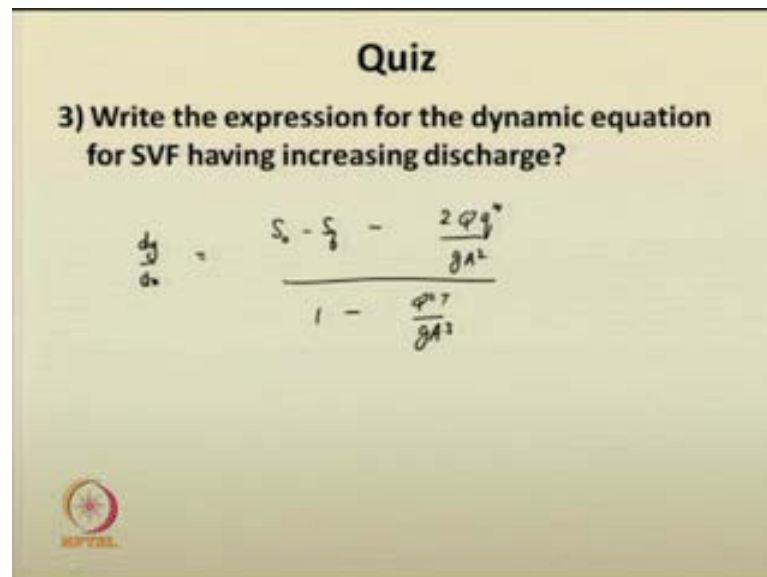 Quiz
3) Write the expression for the dynamic equation
for SVF having increasing discharge?
dy/dx = (S₀ - S_f - 2Qq*/gA²) / (1 - Q²T/gA³)
NPTEL